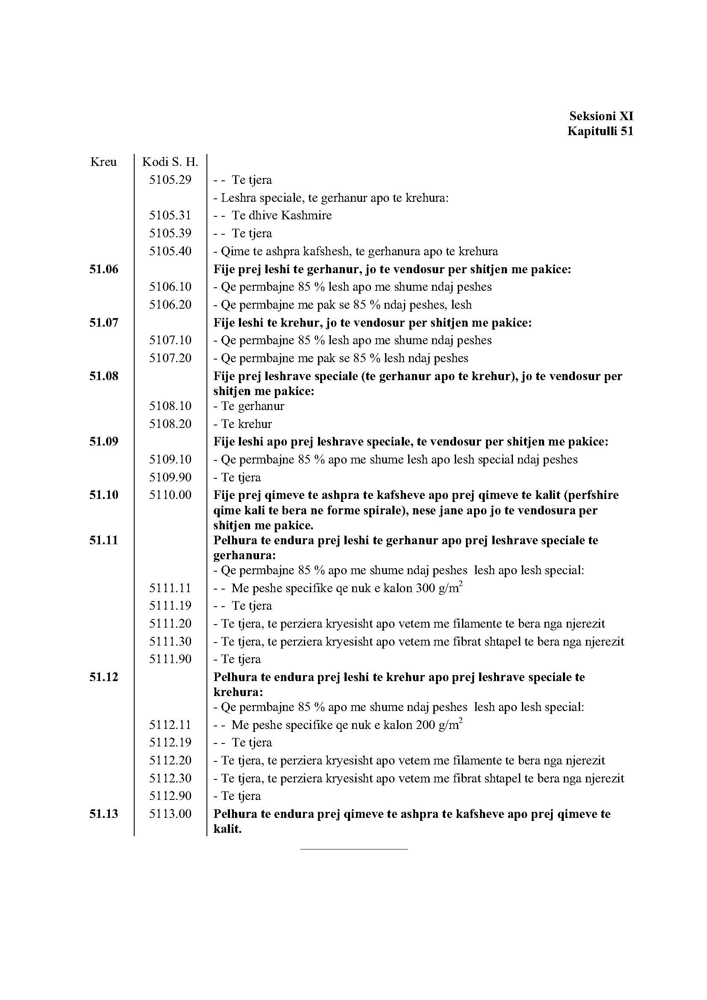 Seksioni XI
Kapitulli 51
Kreu Kodi S. H.
5105.29 - - Te tjera
- Leshra speciale, te gerhanur apo te krehura:
5105.31 - - Te dhive Kashmire
5105.39 - - Te tjera
5105.40 - Qime te ashpra kafshesh, te gerhanura apo te krehura
51.06 Fije prej leshi te gerhanur, jo te vendosur per shitjen me pakice:
5106.10 - Qe permbajne 85 % lesh apo me shume ndaj peshes
5106.20 - Qe permbajne me pak se 85 % ndaj peshes, lesh
51.07 Fije leshi te krehur, jo te vendosur per shitjen me pakice:
5107.10 - Qe permbajne 85 % lesh apo me shume ndaj peshes
5107.20 - Qe permbajne me pak se 85 % lesh ndaj peshes
51.08 Fije prej leshrave speciale (te gerhanur apo te krehur), jo te vendosur per
shitjen me pakice:
5108.10 - Te gerhanur
5108.20 - Te krehur
51.09 Fije leshi apo prej leshrave speciale, te vendosur per shitjen me pakice:
5109.10 - Qe permbajne 85 % apo me shume lesh apo lesh special ndaj peshes
5109.90 - Te tjera
51.10 5110.00 Fije prej qimeve te ashpra te kafsheve apo prej qimeve te kalit (perfshire
qime kali te bera ne forme spirale), nese jane apo jo te vendosura per
shitjen me pakice.
51.11 Pelhura te endura prej leshi te gerhanur apo prej leshrave speciale te
gerhanura:
- Qe permbajne 85 % apo me shume ndaj peshes lesh apo lesh special:
5111.11 - - Me peshe specifike qe nuk e kalon 300 g/m²
5111.19 - - Te tjera
5111.20 - Te tjera, te perziera kryesisht apo vetem me filamente te bera nga njerezit
5111.30 - Te tjera, te perziera kryesisht apo vetem me fibrat shtapel te bera nga njerezit
5111.90 - Te tjera
51.12 Pelhura te endura prej leshi te krehur apo prej leshrave speciale te
krehura:
- Qe permbajne 85 % apo me shume ndaj peshes lesh apo lesh special:
5112.11 - - Me peshe specifike qe nuk e kalon 200 g/m²
5112.19 - - Te tjera
5112.20 - Te tjera, te perziera kryesisht apo vetem me filamente te bera nga njerezit
5112.30 - Te tjera, te perziera kryesisht apo vetem me fibrat shtapel te bera nga njerezit
5112.90 - Te tjera
51.13 5113.00 Pelhura te endura prej qimeve te ashpra te kafsheve apo prej qimeve te
kalit.